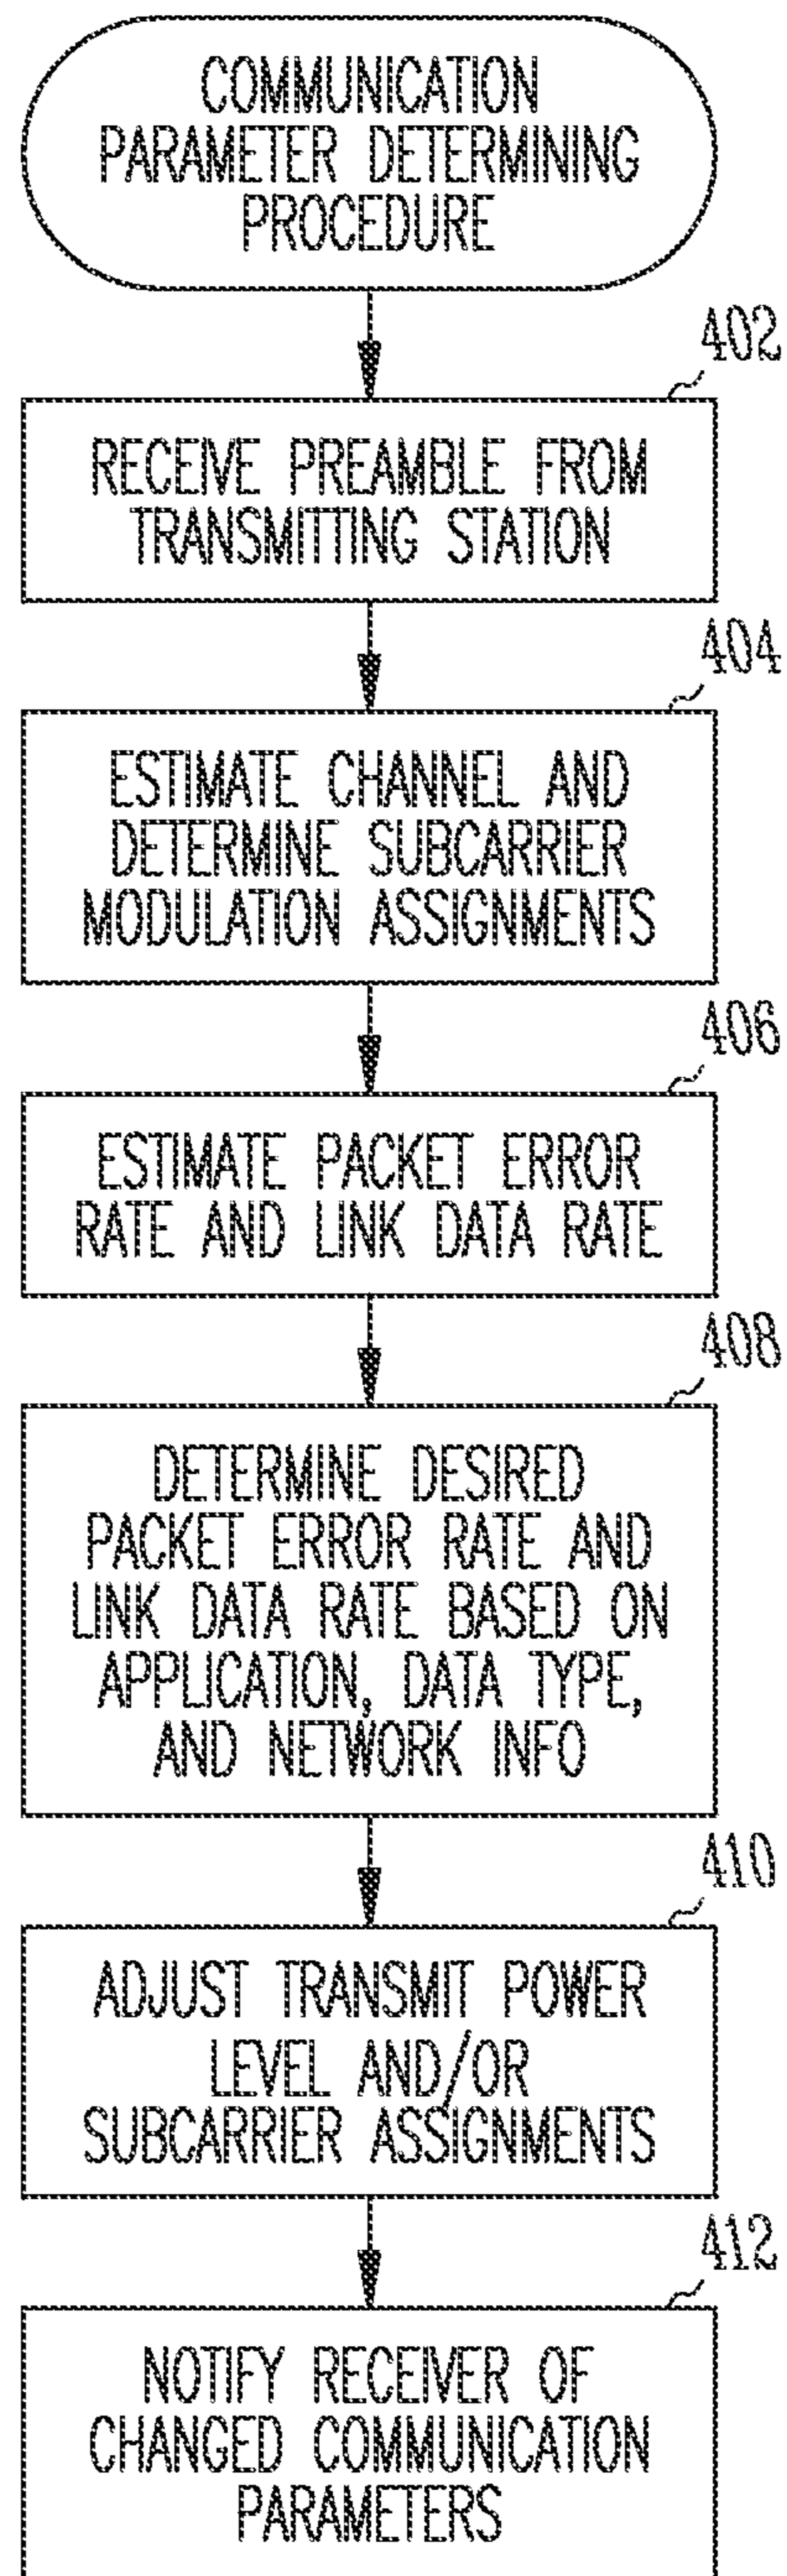 COMMUNICATION
PARAMETER DETERMINING
PROCEDURE
402
RECEIVE PREAMBLE FROM
TRANSMITTING STATION
404
ESTIMATE CHANNEL AND
DETERMINE SUBCARRIER
MODULATION ASSIGNMENTS
406
ESTIMATE PACKET ERROR
RATE AND LINK DATA RATE
408
DETERMINE DESIRED
PACKET ERROR RATE AND
LINK DATA RATE BASED ON
APPLICATION, DATA TYPE,
AND NETWORK INFO
410
ADJUST TRANSMIT POWER
LEVEL AND/OR
SUBCARRIER ASSIGNMENTS
412
NOTIFY RECEIVER OF
CHANGED COMMUNICATION
PARAMETERS